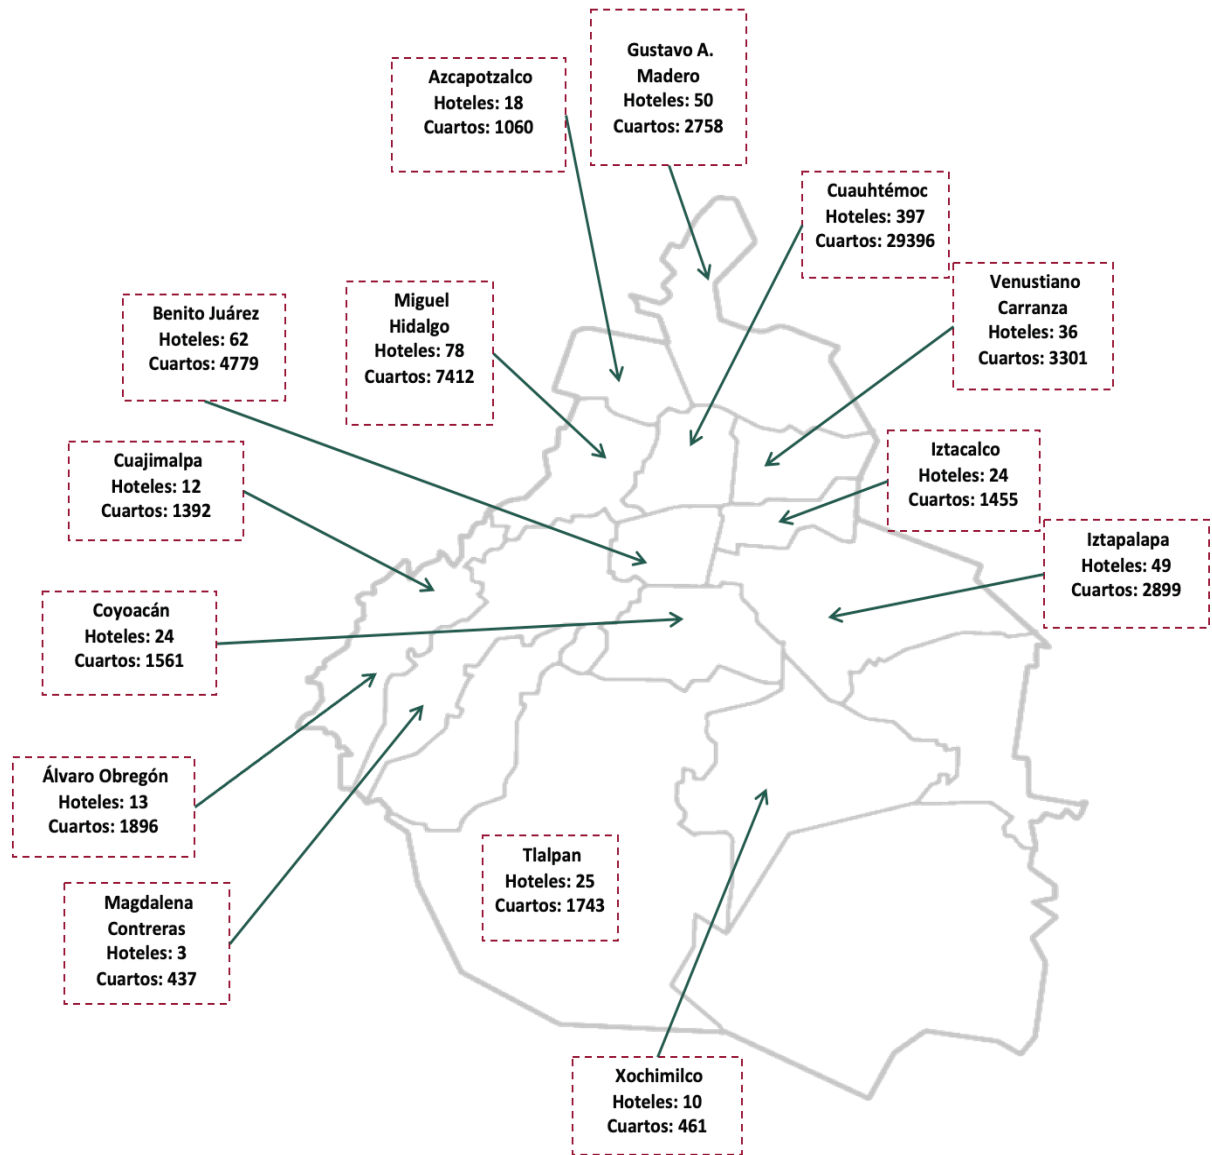 Gustavo A.
Madero
Hoteles: 50
Cuartos: 2758
Azcapotzalco
Hoteles: 18
Cuartos: 1060
Cuauhtémoc
Hoteles: 397
Cuartos: 29396
Venustiano
Carranza
Hoteles: 36
Cuartos: 3301
Miguel
Hidalgo
Hoteles: 78
Cuartos: 7412
Benito Juárez
Hoteles: 62
Cuartos: 4779
Cuajimalpa
Hoteles: 12
Cuartos: 1392
Iztacalco
Hoteles: 24
Cuartos: 1455
Iztapalapa
Hoteles: 49
Cuartos: 2899
Coyoacán
Hoteles: 24
Cuartos: 1561
Álvaro Obregón
Hoteles: 13
Cuartos: 1896
Tlalpan
Hoteles: 25
Cuartos: 1743
Magdalena
Contreras
Hoteles: 3
Cuartos: 437
Xochimilco
Hoteles: 10
Cuartos: 461